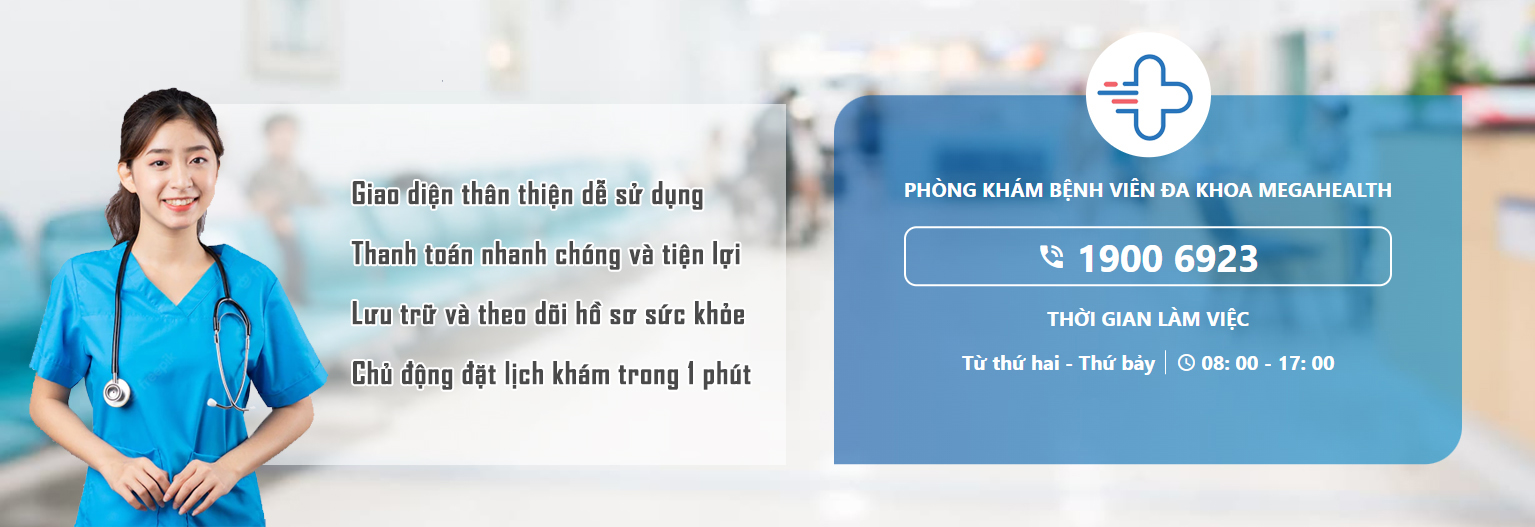 Giao diện thân thiện dễ sử dụng
Thanh toán nhanh chóng và tiện lợi
Lưu trữ và theo dõi hồ sơ sức khỏe
Chủ động đặt lịch khám trong 1 phút
PHÒNG KHÁM BỆNH VIÊN ĐA KHOA MEGAHEALTH
1900 6923
THỜI GIAN LÀM VIỆC
Từ thứ hai - Thứ bảy | 08: 00 - 17: 00